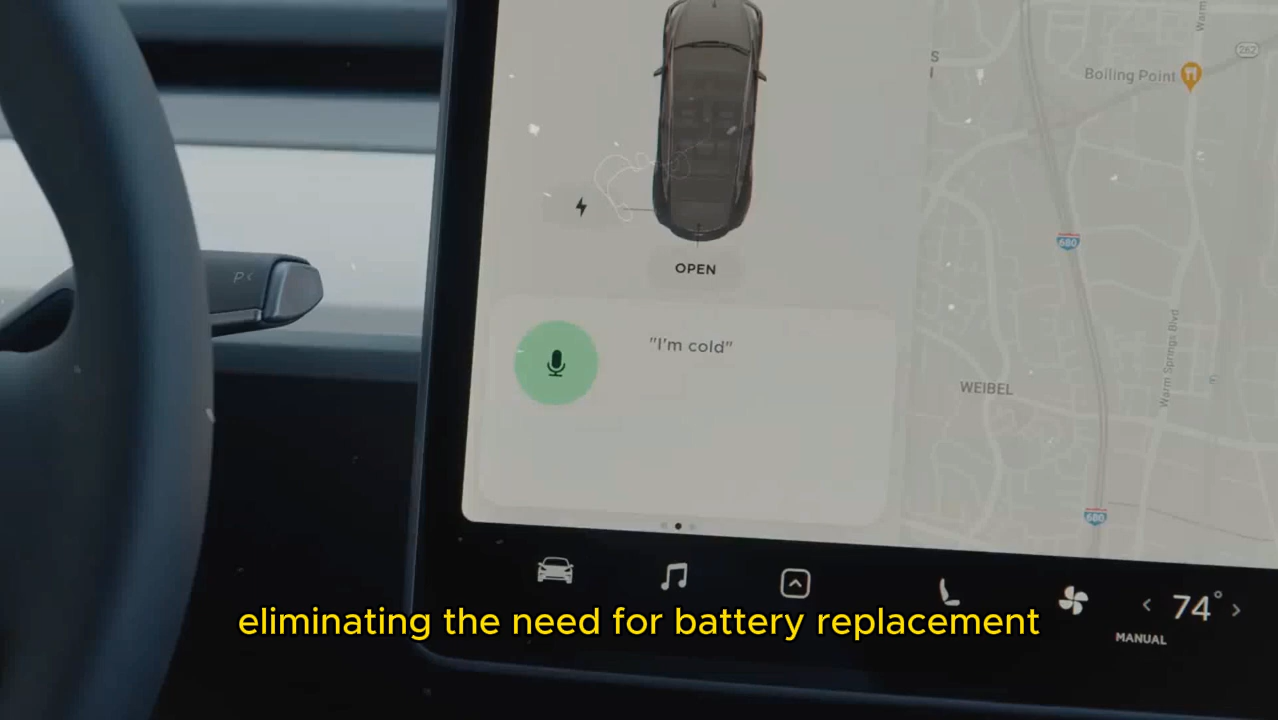 Warm
262
Boiling Point
P<
680
OPEN
"I'm cold"
Warm Springs Blvd
WEIBEL
680
< 74° >
MANUAL
eliminating the need for battery replacement